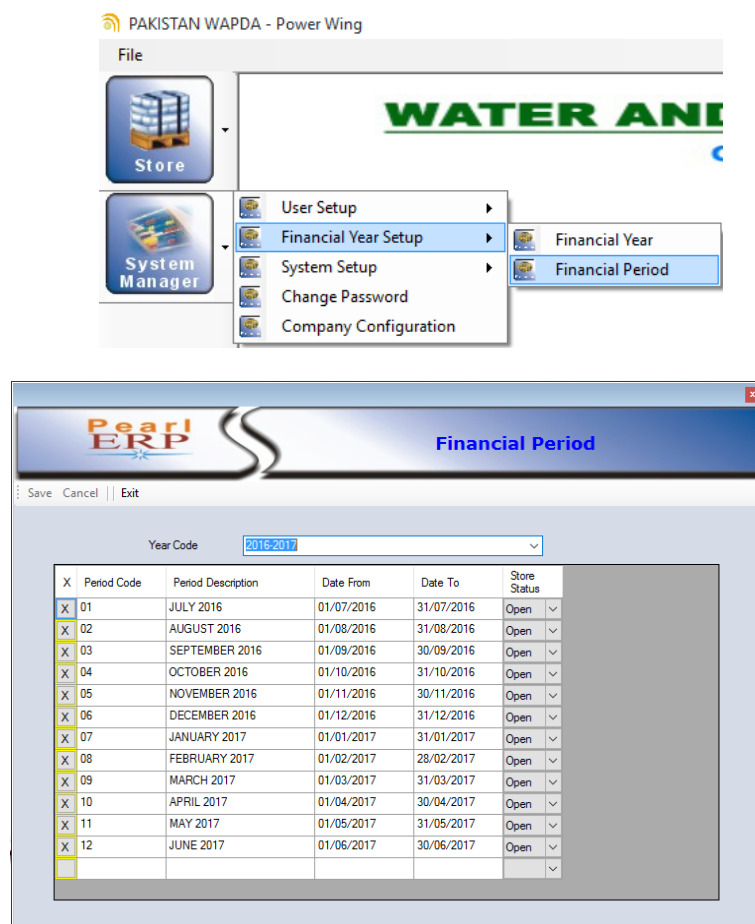 PAKISTAN WAPDA - Power Wing
File
WATER AND
Store
User Setup
Financial Year Setup
Financial Year
System Manager
System Setup
Financial Period
Change Password
Company Configuration
Pearl
ERP
Financial Period
Save Cancel Exit
Year Code 2016-2017
X Period Code Period Description Date From Date To Store Status
X 01 JULY 2016 01/07/2016 31/07/2016 Open
X 02 AUGUST 2016 01/08/2016 31/08/2016 Open
X 03 SEPTEMBER 2016 01/09/2016 30/09/2016 Open
X 04 OCTOBER 2016 01/10/2016 31/10/2016 Open
X 05 NOVEMBER 2016 01/11/2016 30/11/2016 Open
X 06 DECEMBER 2016 01/12/2016 31/12/2016 Open
X 07 JANUARY 2017 01/01/2017 31/01/2017 Open
X 08 FEBRUARY 2017 01/02/2017 28/02/2017 Open
X 09 MARCH 2017 01/03/2017 31/03/2017 Open
X 10 APRIL 2017 01/04/2017 30/04/2017 Open
X 11 MAY 2017 01/05/2017 31/05/2017 Open
X 12 JUNE 2017 01/06/2017 30/06/2017 Open